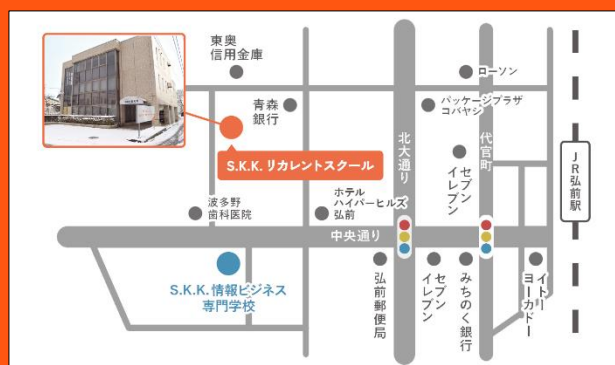 東奥
信用金庫
青森
銀行
S.K.K. リカレントスクール
ローソン
パッケージプラザ
コバヤシ
北大通り
代官町
セブン
イレブン
JR弘前駅
波多野
歯科医院
ホテル
ハイパーヒルズ
弘前
中央通り
S.K.K. 情報ビジネス
専門学校
弘前郵便局
セブン
イレブン
みちのく銀行
イトー
ヨーカドー